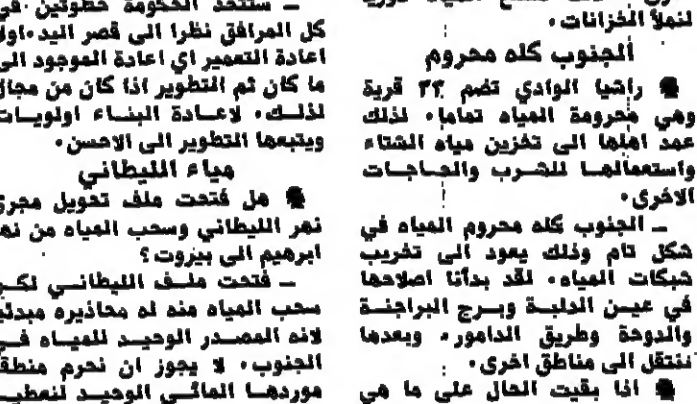 لنملأ الخزانات.
الجنوب كله محروم
● راشيا الوادي تضم ٣٣ قرية
وهي محرومة المياه تماما. لذلك
عمد اهلها الى تخزين مياه الشتاء
واستعمالها للشرب والحاجات
الاخرى.
ـ الجنوب كله محروم المياه في
شكل تام وذلك يعود الى تخريب
شبكات المياه. لقد بدأنا اصلاحها
في عين الدلبة وبرج البراجنة
والدوحة وطريق الدامور. وبعدها
ننتقل الى مناطق اخرى.
● اذا بقيت الحال على ما هي
ـ ستتخذ الحكومة خطوتين في
كل المرافق نظرا الى قصر اليد. اولا
اعادة التعمير اي اعادة الموجود الى
ما كان ثم التطوير اذا كان من مجال
لذلك. لاعادة البناء اولويات
ويتبعها التطوير الى الاحسن.
مياه الليطاني
● هل فتحت ملف تحويل مجرى
نهر الليطاني وسحب المياه من نهر
ابرهيم الى بيروت؟
ـ فتحت ملف الليطاني لكن
سحب المياه منه له محاذيره مبدئيا
لانه المصدر الوحيد للمياه في
الجنوب. لا يجوز ان نحرم منطقة
موردها المائي الوحيد لنعطي